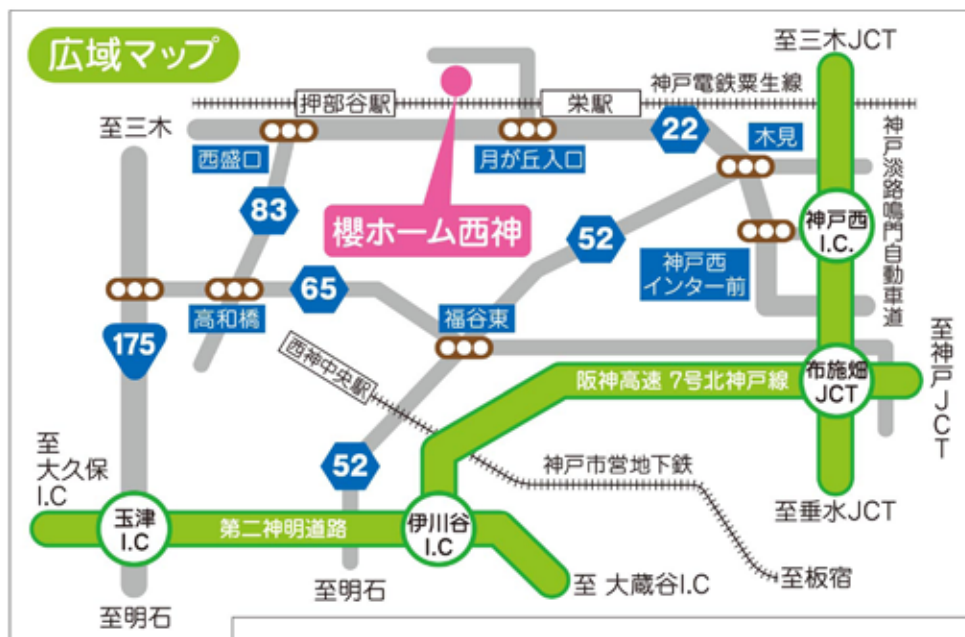 広域マップ
至三木JCT
神戸電鉄粟生線
押部谷駅
栄駅
至三木
西盛口
月が丘入口
22
木見
神戸淡路鳴門自動車道
83
櫻ホーム西神
52
神戸西
I.C.
神戸西
インター前
65
高和橋
福谷東
175
西神中央駅
阪神高速 7号北神戸線
布施畑
JCT
至神戸JCT
至
大久保
I.C
52
神戸市営地下鉄
玉津
I.C
第二神明道路
伊川谷
I.C
至垂水JCT
至明石
至明石
至 大蔵谷I.C
至板宿